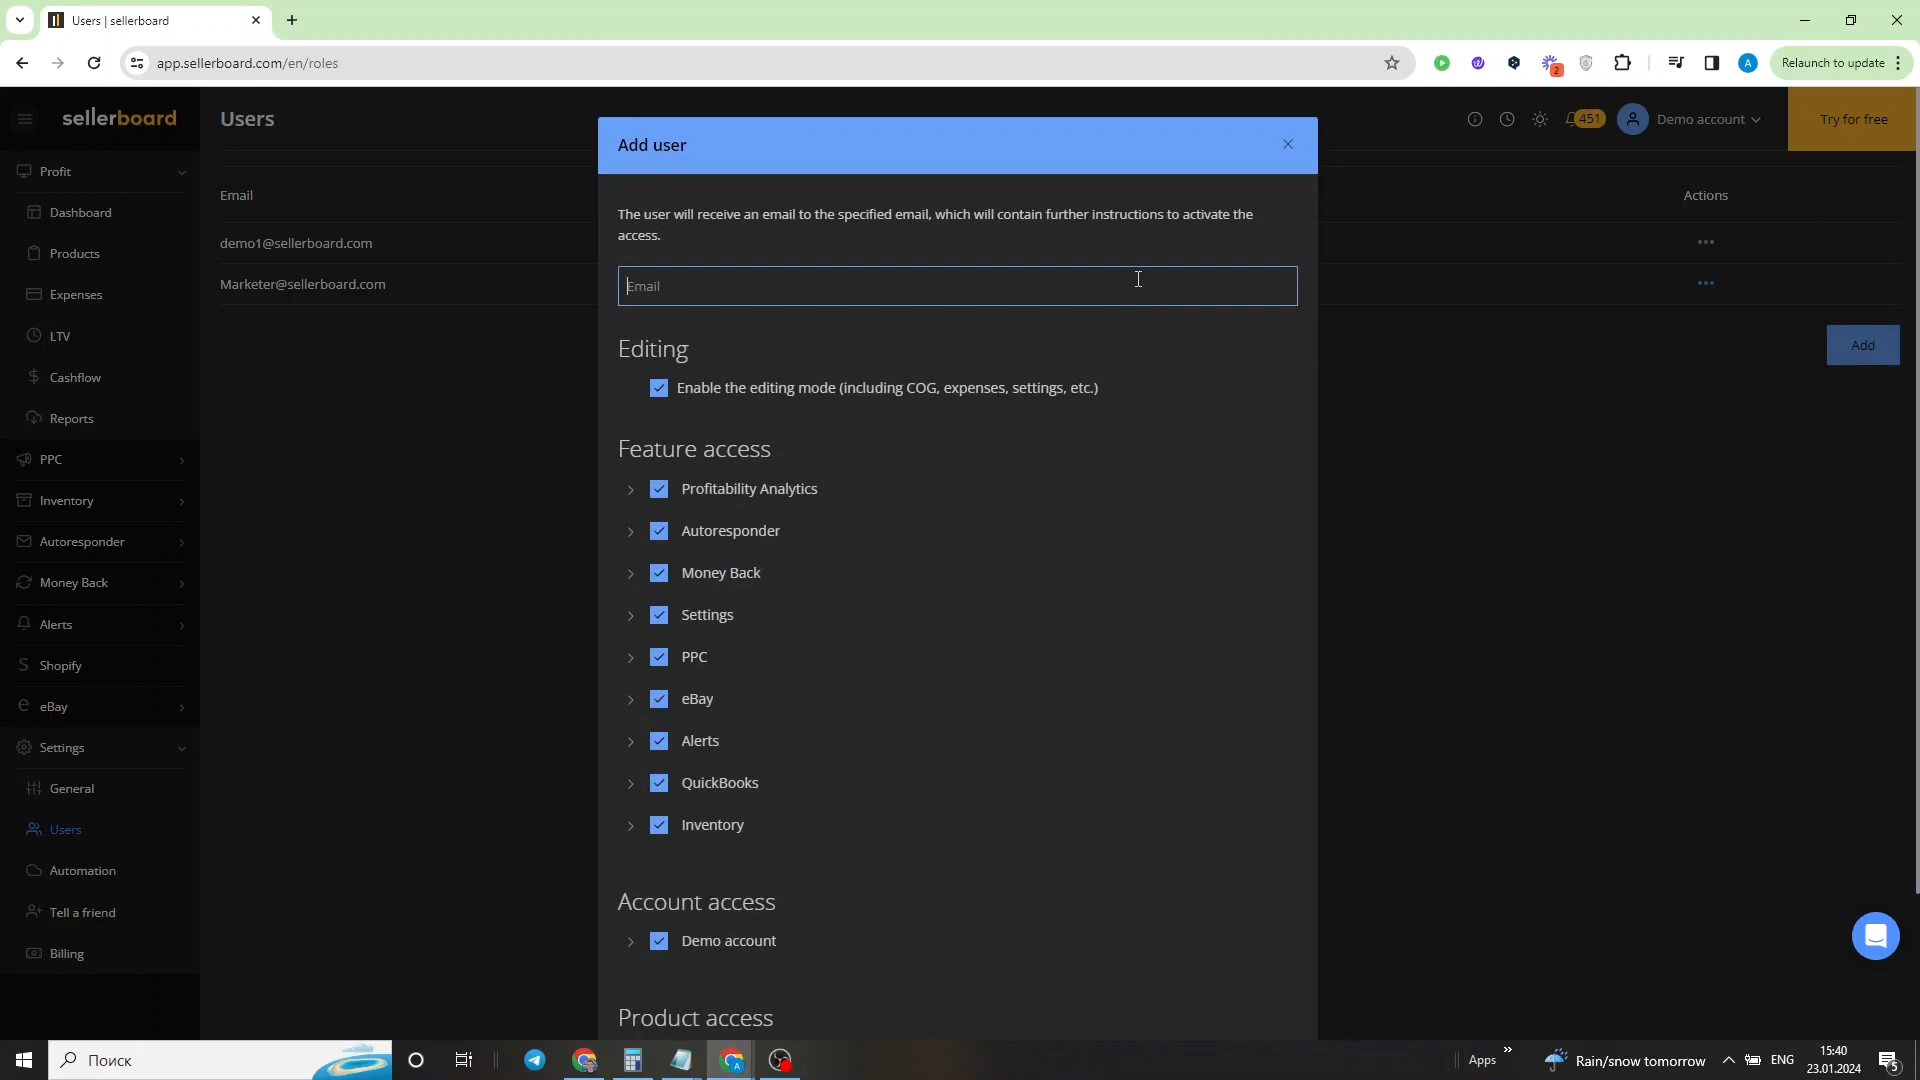 Users | sellerboard
app.sellerboard.com/en/roles
2
A
Relaunch to update
sellerboard
Users
451
Demo account
Try for free
Add user
The user will receive an email to the specified email, which will contain further instructions to activate the
access.
Email
Editing
Enable the editing mode (including COG, expenses, settings, etc.)
Feature access
Profitability Analytics
Autoresponder
Money Back
Settings
PPC
eBay
Alerts
QuickBooks
Inventory
Account access
Demo account
Product access
Email
Actions
demo1@sellerboard.com
Marketer@sellerboard.com
Add
Profit
Dashboard
Products
Expenses
LTV
Cashflow
Reports
PPC
Inventory
Autoresponder
Money Back
Alerts
Shopify
eBay
Settings
General
Users
Automation
Tell a friend
Billing
Поиск
A
Apps
Rain/snow tomorrow
ENG
15:40
23.01.2024
5